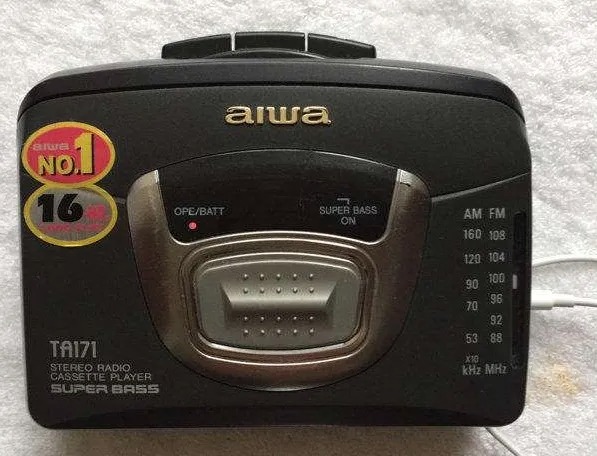 aiwa
aiwa
NO.1
16
OPE/BATT
SUPER BASS
ON
AM FM
160 108
120 104
90 100
70 96
92
53 88
X10
kHz MHz
TA171
STEREO RADIO
CASSETTE PLAYER
SUPER BASS